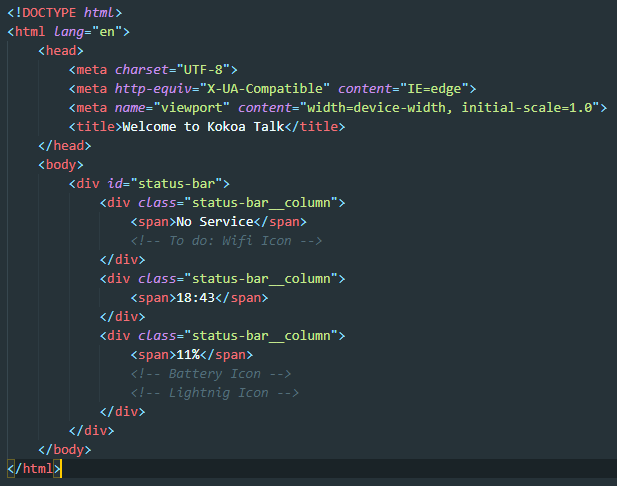 <!DOCTYPE html>
<html lang="en">
    <head>
        <meta charset="UTF-8">
        <meta http-equiv="X-UA-Compatible" content="IE=edge">
        <meta name="viewport" content="width=device-width, initial-scale=1.0">
        <title>Welcome to Kokoa Talk</title>
    </head>
    <body>
        <div id="status-bar">
            <div class="status-bar__column">
                <span>No Service</span>
                <!-- To do: Wifi Icon -->
            </div>
            <div class="status-bar__column">
                <span>18:43</span>
            </div>
            <div class="status-bar__column">
                <span>11%</span>
                <!-- Battery Icon -->
                <!-- Lightnig Icon -->
            </div>
        </div>
    </body>
</html>